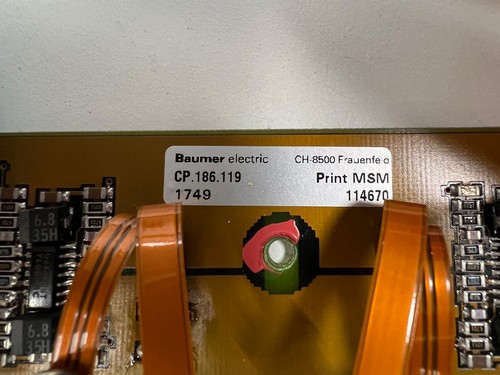 Baumer electric CH-8500 Frauenfeld
CP.186.119 Print MSM
1749 114670
6.8
35H
6.8
35H